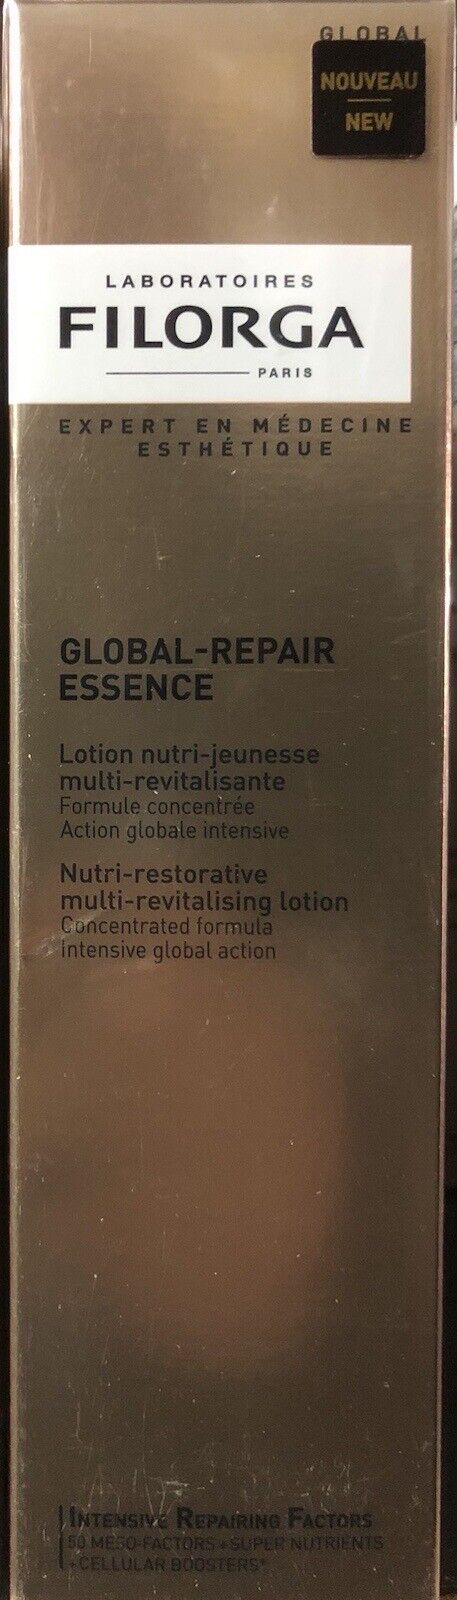 GLOBAL
NOUVEAU
NEW
LABORATOIRES
FILORGA
PARIS
EXPERT EN MÉDECINE
ESTHÉTIQUE
GLOBAL-REPAIR
ESSENCE
Lotion nutri-jeunesse
multi-revitalisante
Formule concentrée
Action globale intensive
Nutri-restorative
multi-revitalising lotion
Concentrated formula
Intensive global action
INTENSIVE REPAIRING FACTORS
50 MESO-FACTORS + SUPER NUTRIENTS
+ CELLULAR BOOSTERS*